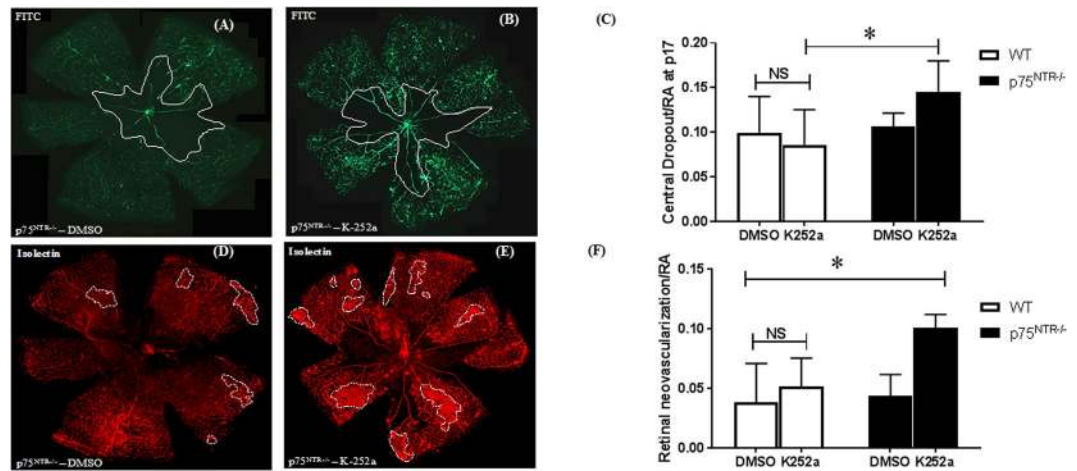 FITC
(A)
p75NTR-/- – DMSO
FITC
(B)
p75NTR-/- – K-252a
(C)
Central Dropout/RA at p17
0.20
0.15
0.10
0.05
0.00
NS
*
WT
p75NTR-/-
DMSO K252a
DMSO K252a
Isolectin
(D)
p75NTR-/- – DMSO
Isolectin
(E)
p75NTR-/- – K-252a
(F)
Retinal neovascularization/RA
0.15
0.10
0.05
0.00
NS
*
WT
p75NTR-/-
DMSO K252a
DMSO K252a